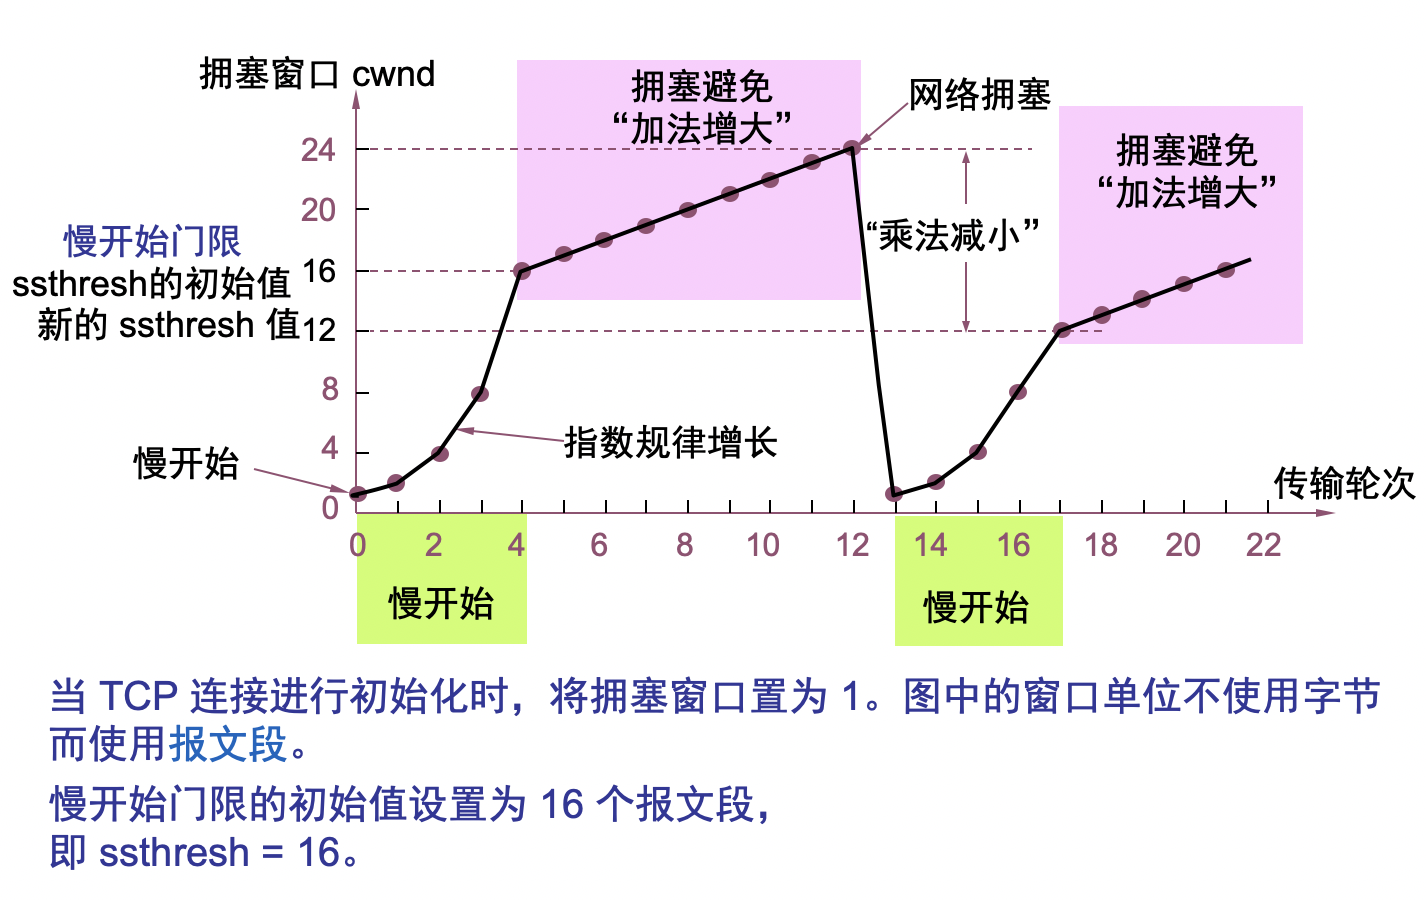 拥塞窗口 cwnd
拥塞避免
“加法增大”
网络拥塞
拥塞避免
“加法增大”
24
20
16
12
8
4
0
慢开始门限
ssthresh的初始值
新的 ssthresh 值
“乘法减小”
指数规律增长
慢开始
传输轮次
0 2 4 6 8 10 12 14 16 18 20 22
慢开始
慢开始
当 TCP 连接进行初始化时，将拥塞窗口置为 1。图中的窗口单位不使用字节
而使用报文段。
慢开始门限的初始值设置为 16 个报文段，
即 ssthresh = 16。